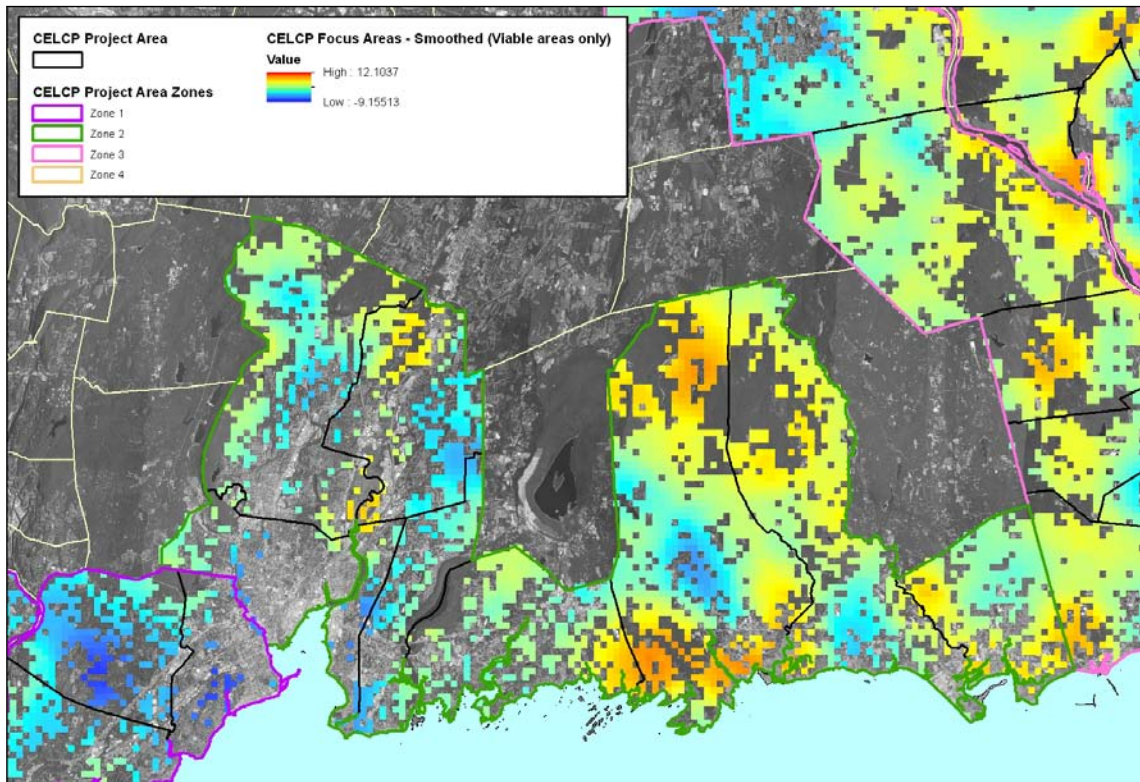 CELCP Project Area
CELCP Project Area Zones
Zone 1
Zone 2
Zone 3
Zone 4
CELCP Focus Areas - Smoothed (Viable areas only)
Value
High : 12.1037
Low : -9.15513